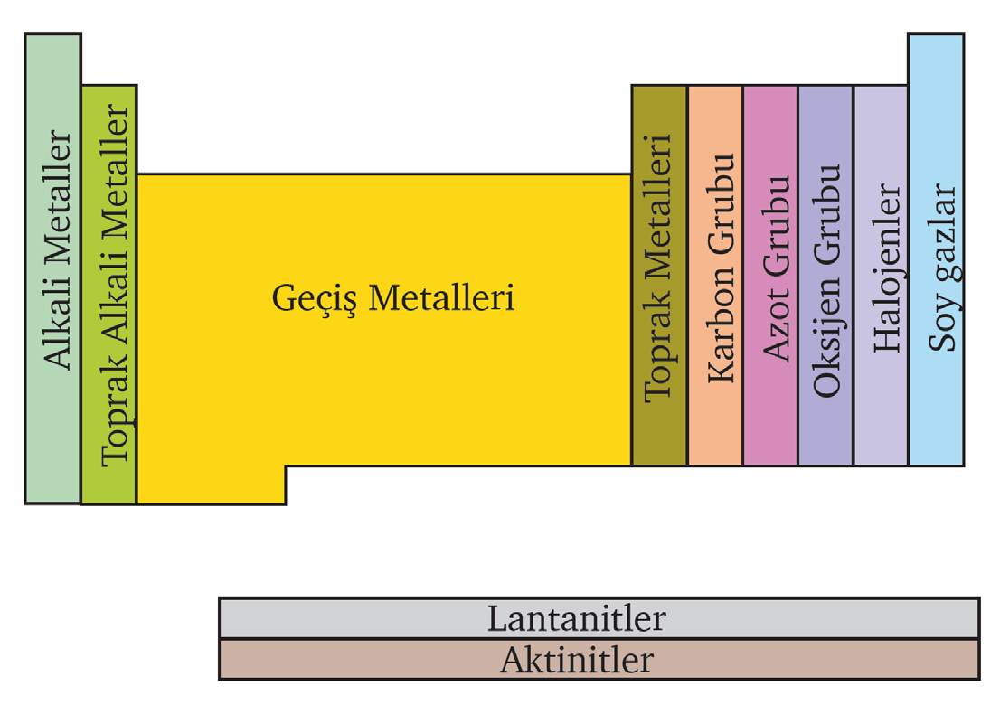 Alkali Metaller
Toprak Alkali Metaller
Geçiş Metalleri
Toprak Metalleri
Karbon Grubu
Azot Grubu
Oksijen Grubu
Halojenler
Soy gazlar
Lantanitler
Aktinitler